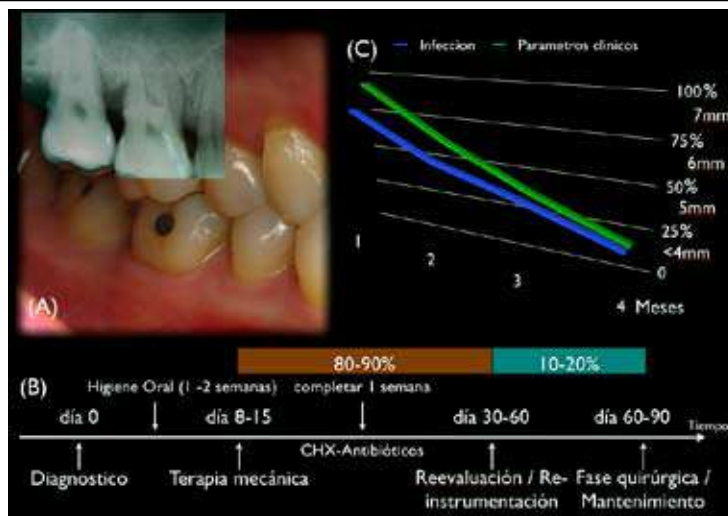 (C)
Infeccion
Parametros clinicos
100%
7mm
75%
6mm
50%
5mm
25%
<4mm
0
1
2
3
4 Meses
(A)
80-90%
10-20%
(B)
Higiene Oral (1 -2 semanas)
completar 1 semana
día 0
día 8-15
día 30-60
día 60-90
Tiempo
CHX-Antibióticos
Diagnostico
Terapia mecánica
Reevaluación / Re-
instrumentación
Fase quirúrgica /
Mantenimiento